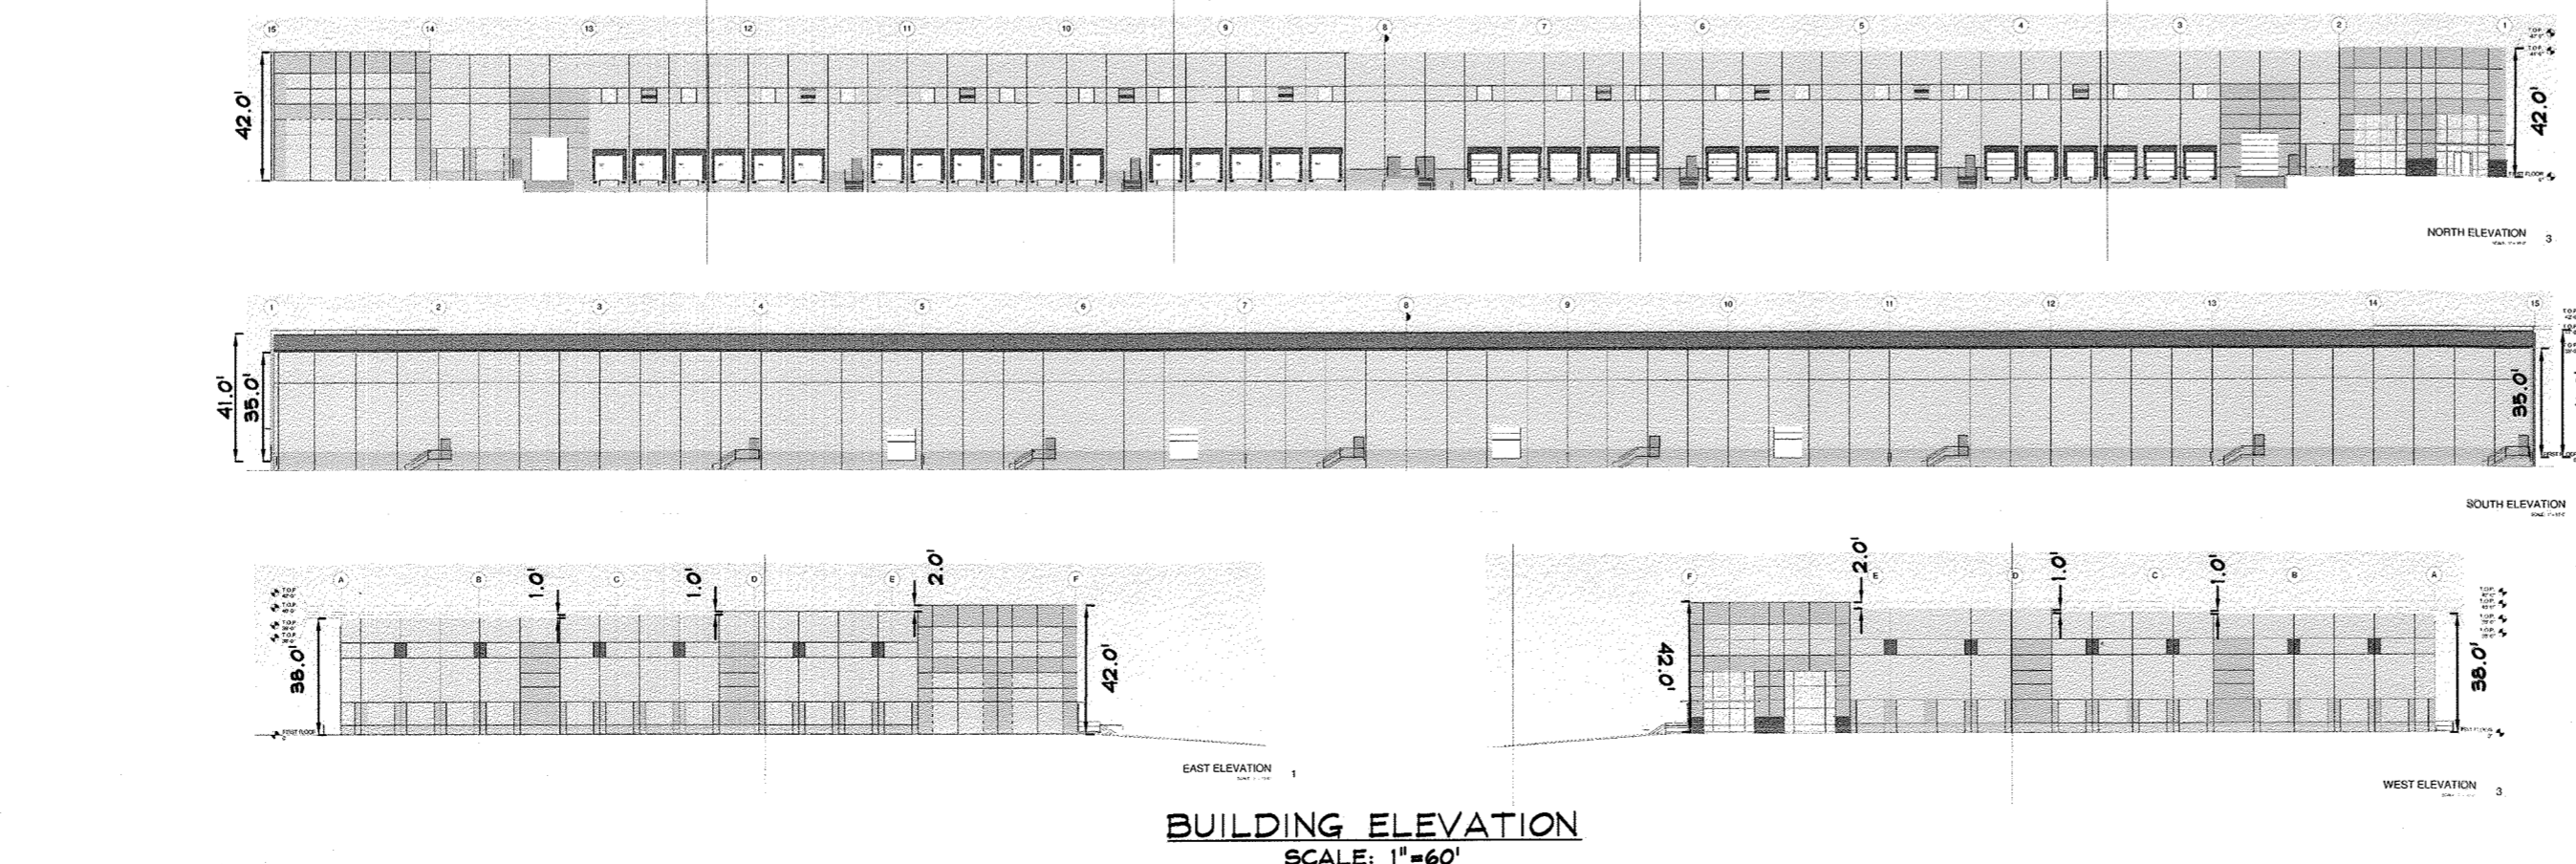 15 14 13 12 11 10 9 8 7 6 5 4 3 2 1
T.O.P.
T.O.P.
42.0'
42.0'
FIRST FLOOR
NORTH ELEVATION 3
1 2 3 4 5 6 7 8 9 10 11 12 13 14 15
41.0'
35.0'
35.0'
SOUTH ELEVATION
A B C D E F
1.0'
1.0'
2.0'
T.O.P.
T.O.P.
T.O.P.
T.O.P.
38.0'
42.0'
FIRST FLOOR
EAST ELEVATION 1
F E D C B A
2.0'
1.0'
1.0'
T.O.P.
T.O.P.
T.O.P.
T.O.P.
42.0'
38.0'
WEST ELEVATION 3
BUILDING ELEVATION
SCALE: 1"=60'